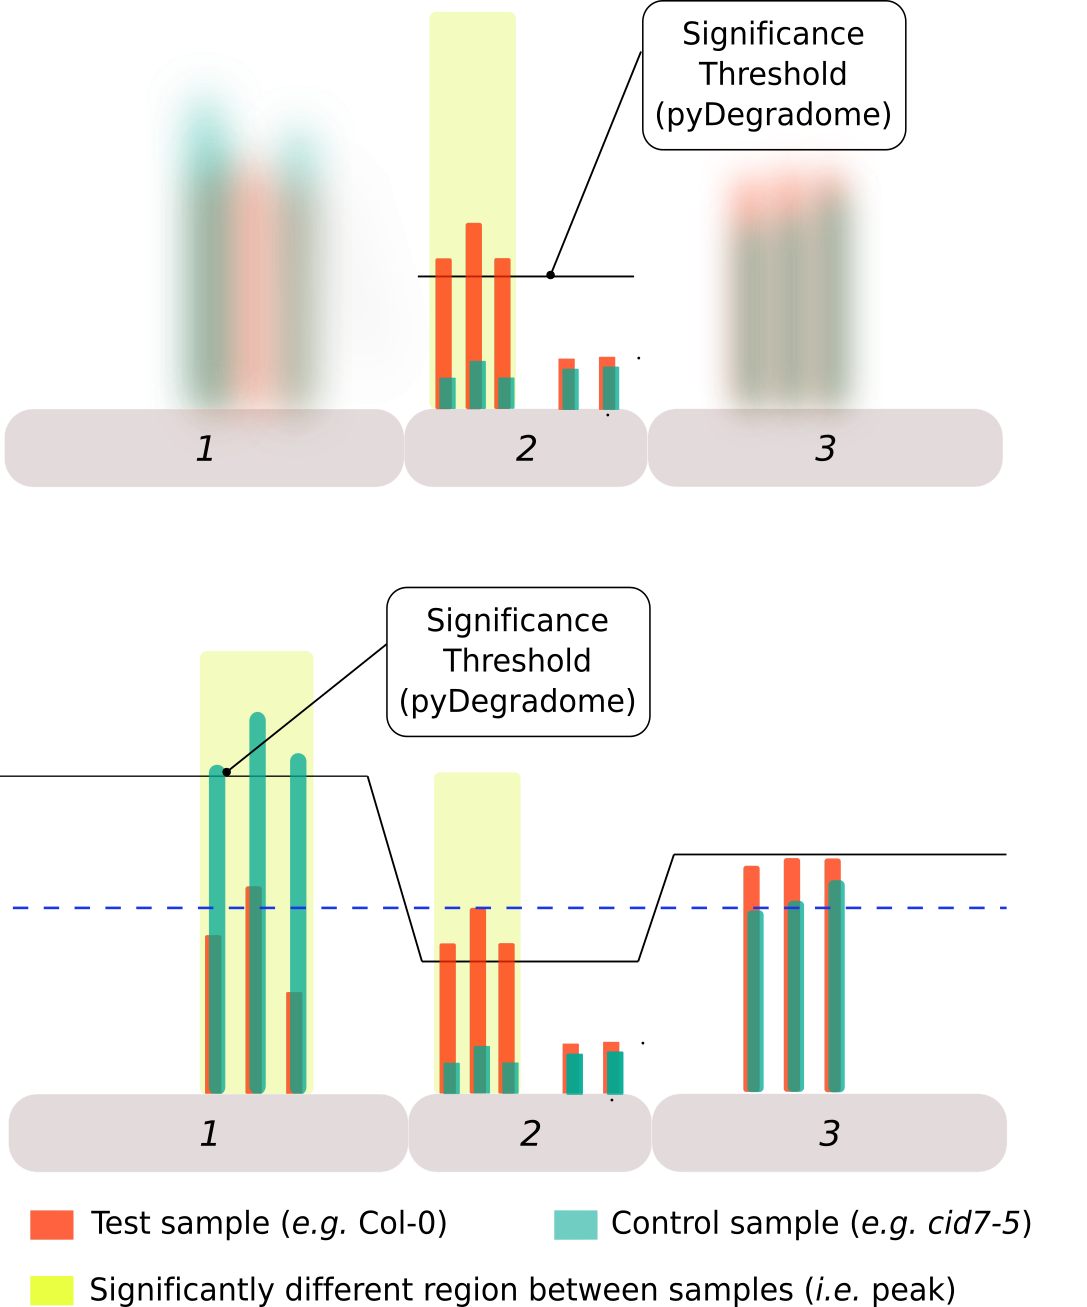 Significance
Threshold
(pyDegradome)
1
2
3
Significance
Threshold
(pyDegradome)
1
2
3
Test sample (e.g. Col-0)
Control sample (e.g. cid7-5)
Significantly different region between samples (i.e. peak)